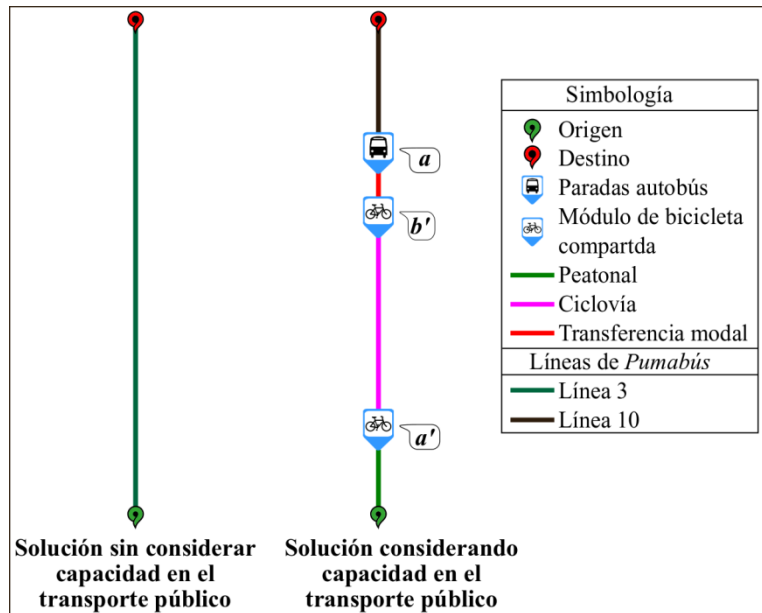 a
b'
a'
Solución sin considerar
capacidad en el
transporte público
Solución considerando
capacidad en el
transporte público
Simbología
Origen
Destino
Paradas autobús
Módulo de bicicleta
compartda
Peatonal
Ciclovía
Transferencia modal
Líneas de Pumabús
Línea 3
Línea 10